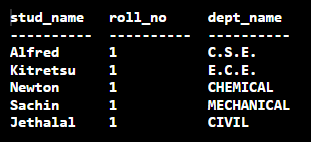 stud_name   roll_no     dept_name
----------  ----------  ----------
Alfred      1           C.S.E.
Kitretsu    1           E.C.E.
Newton      1           CHEMICAL
Sachin      1           MECHANICAL
Jethalal    1           CIVIL